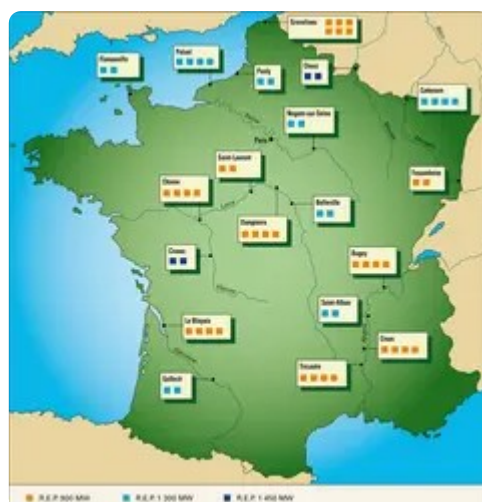 Gravelines
Flamanville
Paluel
Penly
Chooz
Cattenom
Nogent-sur-Seine
Paris
Saint-Laurent
Chinon
Fessenheim
Loire
Belleville
Dampierre
Civaux
Bugey
Saint-Alban
Le Blayais
Cruas
Tricastin
Golfech
R.E.P. 900 MW R.E.P. 1 300 MW R.E.P. 1 450 MW